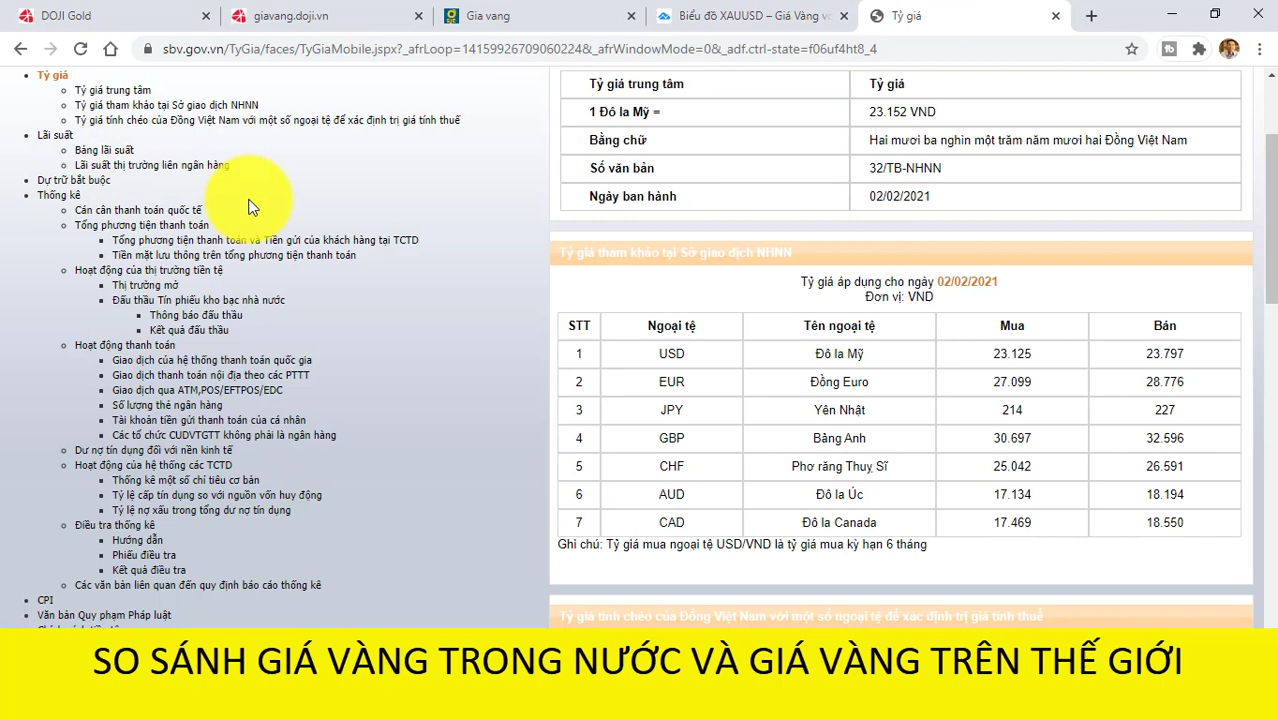 DOJI Gold
giavang.doji.vn
Gia vang
Biểu đồ XAUUSD – Giá Vàng vớ
Tỷ giá
sbv.gov.vn/TyGia/faces/TyGiaMobile.jspx?_afrLoop=14159926709060224&_afrWindowMode=0&_adf.ctrl-state=f06uf4ht8_4
Tỷ giá
Tỷ giá trung tâm
Tỷ giá tham khảo tại Sở giao dịch NHNN
Tỷ giá tính chéo của Đồng Việt Nam với một số ngoại tệ để xác định trị giá tính thuế
Lãi suất
Bảng lãi suất
Lãi suất thị trường liên ngân hàng
Dự trữ bắt buộc
Thống kê
Cán cân thanh toán quốc tế
Tổng phương tiện thanh toán
Tổng phương tiện thanh toán và Tiền gửi của khách hàng tại TCTD
Tiền mặt lưu thông trên tổng phương tiện thanh toán
Hoạt động của thị trường tiền tệ
Thị trường mở
Đấu thầu Tín phiếu kho bạc nhà nước
Thông báo đấu thầu
Kết quả đấu thầu
Hoạt động thanh toán
Giao dịch của hệ thống thanh toán quốc gia
Giao dịch thanh toán nội địa theo các PTTT
Giao dịch qua ATM,POS/EFTPOS/EDC
Số lượng thẻ ngân hàng
Tài khoản tiền gửi thanh toán của cá nhân
Các tổ chức CUDVTGTT không phải là ngân hàng
Dư nợ tín dụng đối với nền kinh tế
Hoạt động của hệ thống các TCTD
Thống kê một số chỉ tiêu cơ bản
Tỷ lệ cấp tín dụng so với nguồn vốn huy động
Tỷ lệ nợ xấu trong tổng dư nợ tín dụng
Điều tra thống kê
Hướng dẫn
Phiếu điều tra
Kết quả điều tra
Các văn bản liên quan đến quy định báo cáo thống kê
CPI
Văn bản Quy phạm Pháp luật
Tỷ giá trung tâm Tỷ giá
1 Đô la Mỹ = 23.152 VND
Bằng chữ Hai mươi ba nghìn một trăm năm mươi hai Đồng Việt Nam
Số văn bản 32/TB-NHNN
Ngày ban hành 02/02/2021
Tỷ giá tham khảo tại Sở giao dịch NHNN
Tỷ giá áp dụng cho ngày 02/02/2021
Đơn vị: VND
STT Ngoại tệ Tên ngoại tệ Mua Bán
1 USD Đô la Mỹ 23.125 23.797
2 EUR Đồng Euro 27.099 28.776
3 JPY Yên Nhật 214 227
4 GBP Bảng Anh 30.697 32.596
5 CHF Phơ răng Thuỵ Sĩ 25.042 26.591
6 AUD Đô la Úc 17.134 18.194
7 CAD Đô la Canada 17.469 18.550
Ghi chú: Tỷ giá mua ngoại tệ USD/VND là tỷ giá mua kỳ hạn 6 tháng
Tỷ giá tính chéo của Đồng Việt Nam với một số ngoại tệ để xác định trị giá tính thuế
SO SÁNH GIÁ VÀNG TRONG NƯỚC VÀ GIÁ VÀNG TRÊN THẾ GIỚI